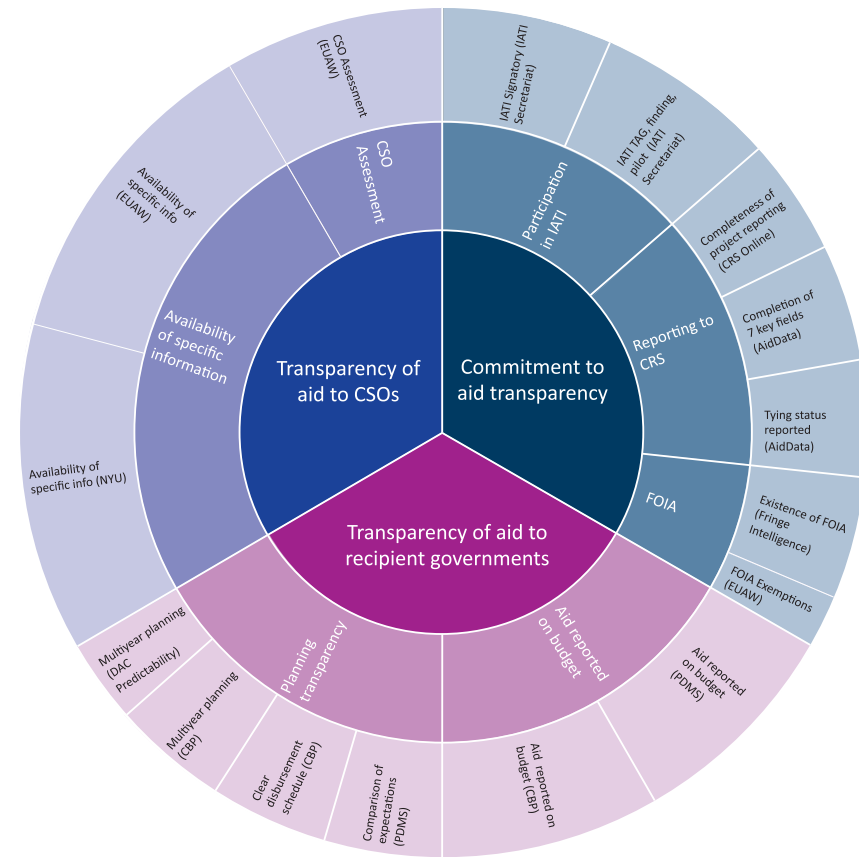 Transparency of
aid to CSOs
Commitment to
aid transparency
Transparency of aid to
recipient governments
CSO
Assessment
Availability
of specific
information
Participation
in IATI
Reporting to
CRS
FOIA
Aid reported
on budget
Planning
transparency
CSO Assessment
(EUAW)
Availability of
specific info
(EUAW)
Availability of
specific info (NYU)
IATI Signatory (IATI
Secretariat)
IATI TAG, finding,
pilot (IATI
Secretariat)
Completeness of
project reporting
(CRS Online)
Completion of
7 key fields
(AidData)
Tying status
reported
(AidData)
Existence of FOIA
(Fringe
Intelligence)
FOIA Exemptions
(EUAW)
Aid reported
on budget
(PDMS)
Aid reported on
budget (CBP)
Comparison of
expectations
(PDMS)
Clear
disbursement
schedule (CBP)
Multiyear planning
(CBP)
Multiyear planning
(DAC
Predictability)